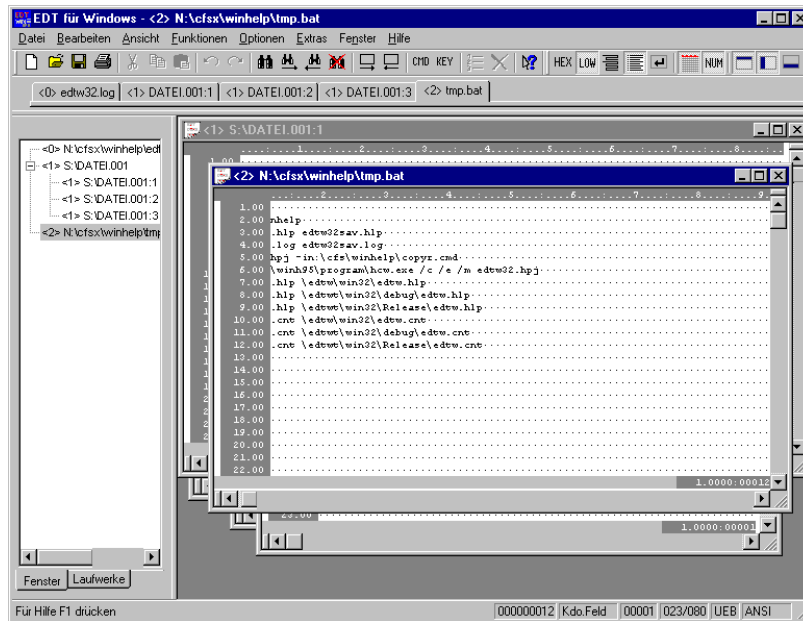 EDT für Windows - <2> N:\cfsx\winhelp\tmp.bat
Datei Bearbeiten Ansicht Funktionen Optionen Extras Fenster Hilfe
CMD KEY HEX LOW NUM
<0> edtw32.log <1> DATEI.001:1 <1> DATEI.001:2 <1> DATEI.001:3 <2> tmp.bat
<0> N:\cfsx\winhelp\edt
<1> S:\DATEI.001
<1> S:\DATEI.001:1
<1> S:\DATEI.001:2
<1> S:\DATEI.001:3
<2> N:\cfsx\winhelp\tmp
Fenster Laufwerke
<1> S:\DATEI.001:1
1.00
<2> N:\cfsx\winhelp\tmp.bat
1.00
2.00 nhelp
3.00 .hlp edtw32sav.hlp
4.00 .log edtw32sav.log
5.00 hpj -in:\cfs\winhelp\copyr.cmd
6.00 \winh95\program\hcw.exe /c /e /m edtw32.hpj
7.00 .hlp \edtw\win32\edtw.hlp
8.00 .hlp \edtwt\win32\debug\edtw.hlp
9.00 .hlp \edtwt\win32\Release\edtw.hlp
10.00 .cnt \edtwt\win32\edtw.cnt
11.00 .cnt \edtwt\win32\debug\edtw.cnt
12.00 .cnt \edtwt\win32\Release\edtw.cnt
13.00
14.00
15.00
16.00
17.00
18.00
19.00
20.00
21.00
22.00
1.0000:00012
23.00
1.0000:00001
Für Hilfe F1 drücken
000000012 Kdo.Feld 00001 023/080 UEB ANSI